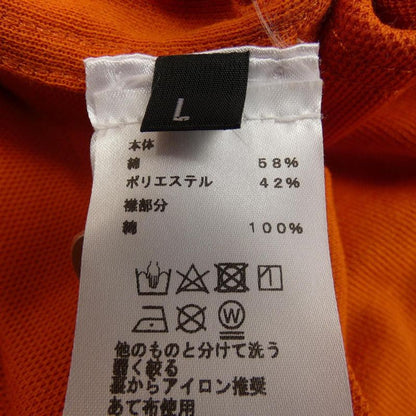 L
本体
綿 58%
ポリエステル 42%
襟部分
綿 100%
W
他のものと分けて洗う
弱く絞る
裏からアイロン推奨
あて布使用